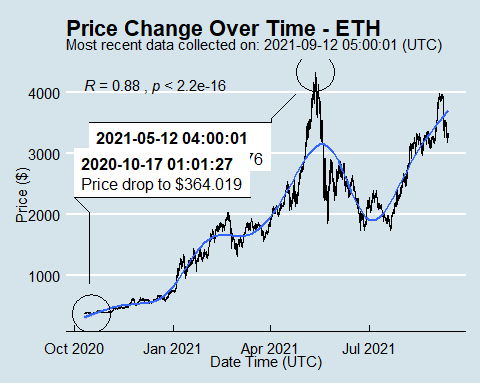 Price Change Over Time - ETH
Most recent data collected on: 2021-09-12 05:00:01 (UTC)
R = 0.88 , p < 2.2e-16
4000
2021-05-12 04:00:01
76
3000
2020-10-17 01:01:27
Price drop to $364.019
2000
1000
Price ($)
Oct 2020
Jan 2021
Apr 2021
Jul 2021
Date Time (UTC)